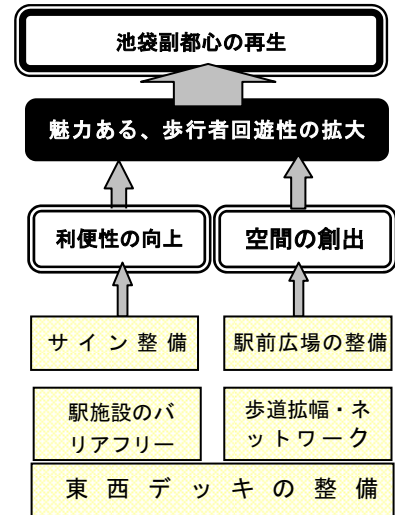 池袋副都心の再生
魅力ある、歩行者回遊性の拡大
利便性の向上
空間の創出
サイン整備
駅前広場の整備
駅施設のバ
リアフリー
歩道拡幅・ネ
ットワーク
東西デッキの整備